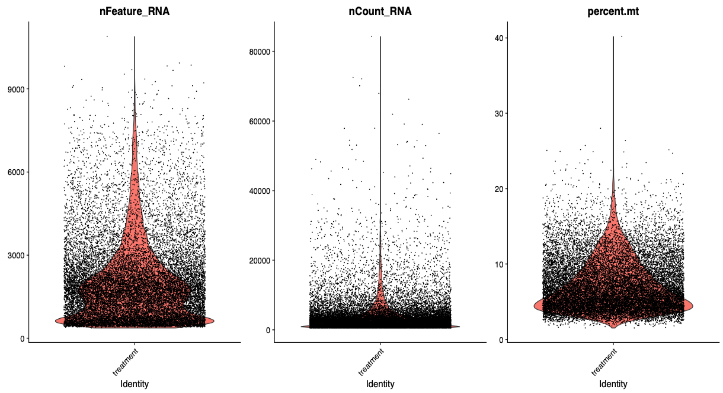 nFeature_RNA
9000
6000
3000
0
treatment
Identity
nCount_RNA
80000
60000
40000
20000
0
treatment
Identity
percent.mt
40
30
20
10
0
treatment
Identity